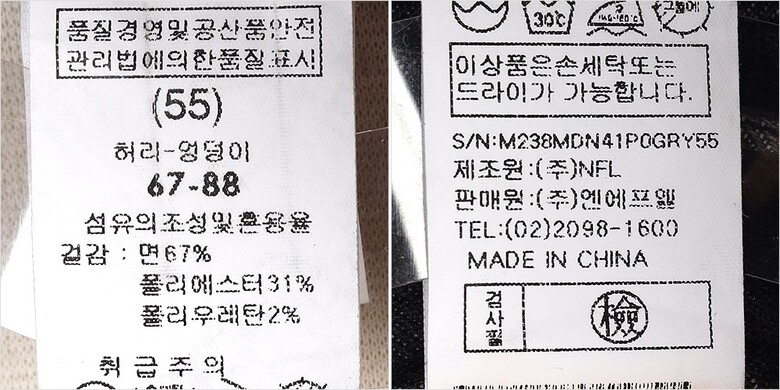 품질경영및공산품안전
관리법에의한품질표시
(55)
허리-엉덩이
67-88
섬유의조성및혼용율
겉감 : 면67%
폴리에스터31%
폴리우레탄2%
취급주의
30℃
이상품은손세탁또는
드라이가 가능합니다.
S/N:M238MDN41P0GRY55
제조원:(주)NFL
판매원:(주)엔에프엘
TEL:(02)2098-1600
MADE IN CHINA
검사필
檢